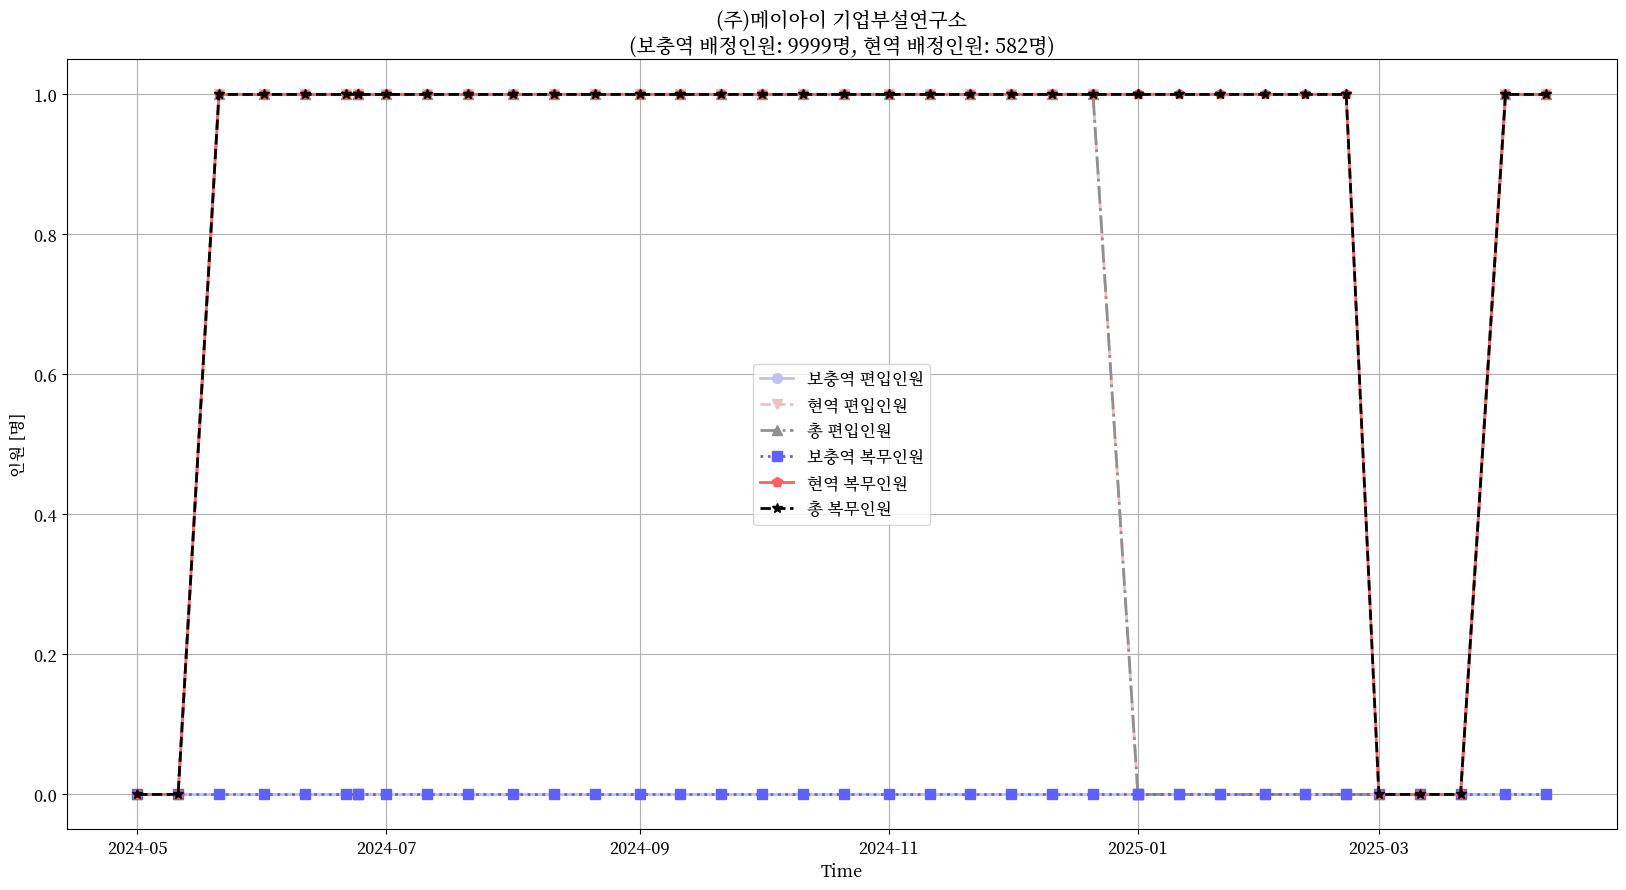 (주)메이아이 기업부설연구소
(보충역 배정인원: 9999명, 현역 배정인원: 582명)
인원 [명]
1.0
0.8
0.6
0.4
0.2
0.0
보충역 편입인원
현역 편입인원
총 편입인원
보충역 복무인원
현역 복무인원
총 복무인원
2024-05 2024-07 2024-09 2024-11 2025-01 2025-03
Time